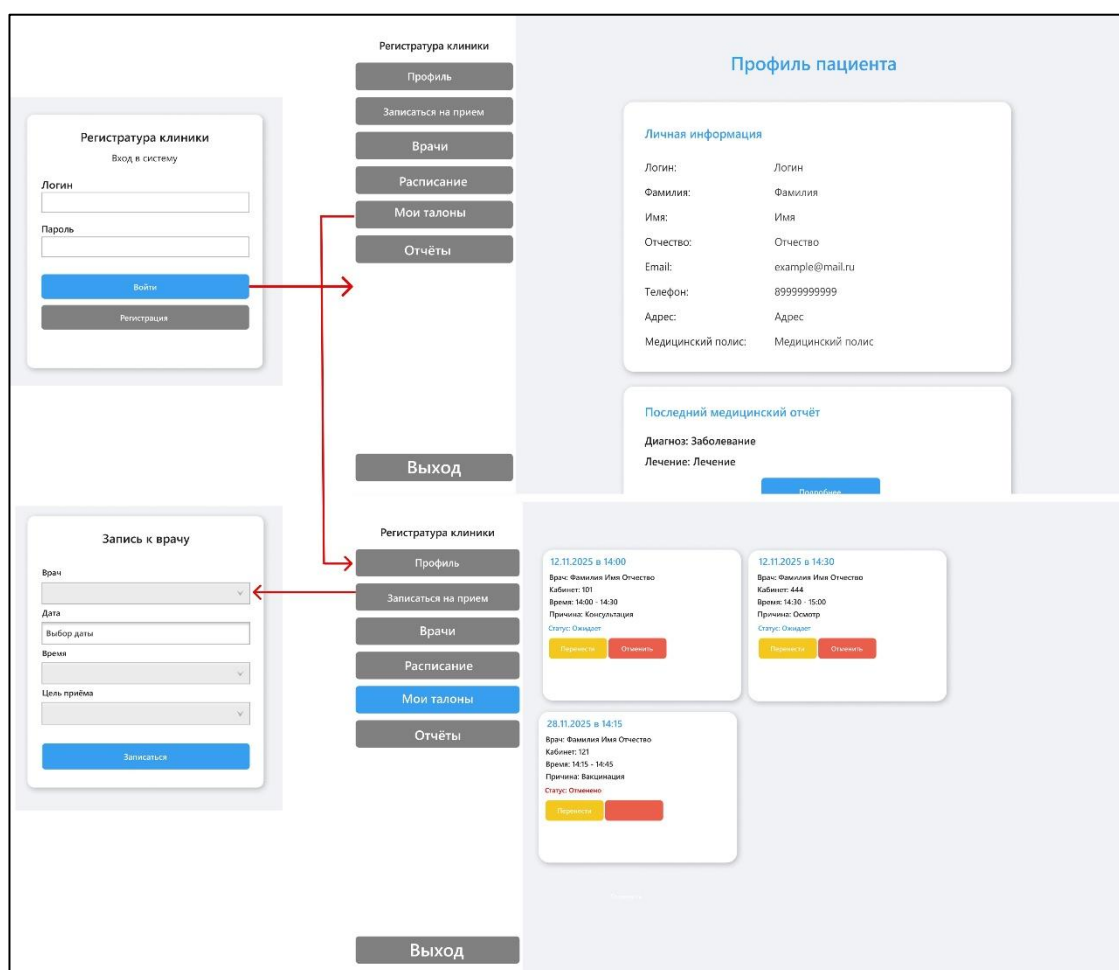 Регистратура клиники
Вход в систему
Логин
Пароль
Войти
Регистрация
Регистратура клиники
Профиль
Записаться на прием
Врачи
Расписание
Мои талоны
Отчёты
Выход
Профиль пациента
Личная информация
Логин: Логин
Фамилия: Фамилия
Имя: Имя
Отчество: Отчество
Email: example@mail.ru
Телефон: 89999999999
Адрес: Адрес
Медицинский полис: Медицинский полис
Последний медицинский отчёт
Диагноз: Заболевание
Лечение: Лечение
Подробнее
Запись к врачу
Врач
Дата
Выбор даты
Время
Цель приёма
Записаться
Регистратура клиники
Профиль
Записаться на прием
Врачи
Расписание
Мои талоны
Отчёты
Выход
12.11.2025 в 14:00
Врач: Фамилия Имя Отчество
Кабинет: 101
Время: 14:00 - 14:30
Причина: Консультация
Статус: Ожидает
Перенести Отменить
12.11.2025 в 14:30
Врач: Фамилия Имя Отчество
Кабинет: 444
Время: 14:30 - 15:00
Причина: Осмотр
Статус: Ожидает
Перенести Отменить
28.11.2025 в 14:15
Врач: Фамилия Имя Отчество
Кабинет: 121
Время: 14:15 - 14:45
Причина: Вакцинация
Статус: Отменено
Перенести